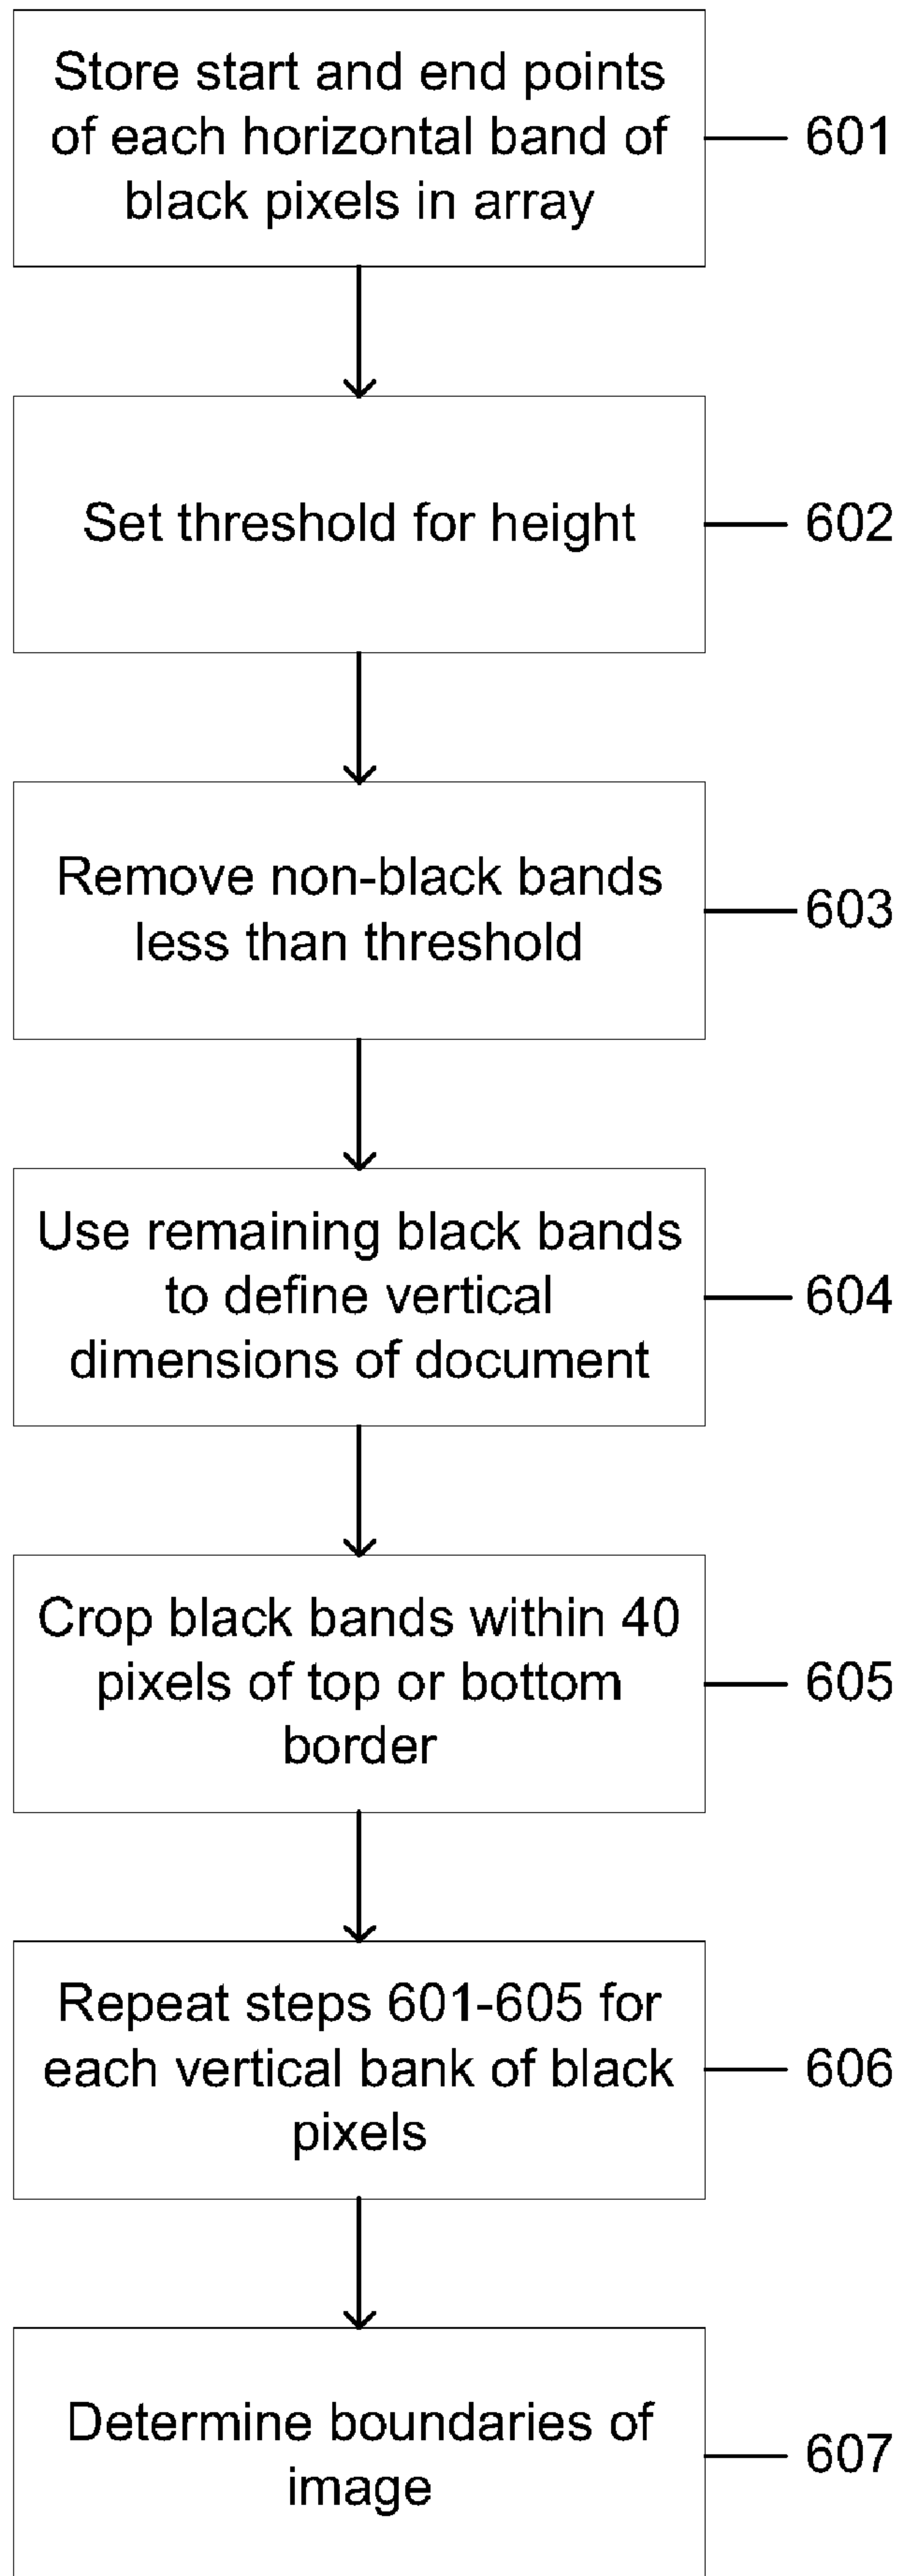 Store start and end points
of each horizontal band of
black pixels in array
601
Set threshold for height
602
Remove non-black bands
less than threshold
603
Use remaining black bands
to define vertical
dimensions of document
604
Crop black bands within 40
pixels of top or bottom
border
605
Repeat steps 601-605 for
each vertical bank of black
pixels
606
Determine boundaries of
image
607